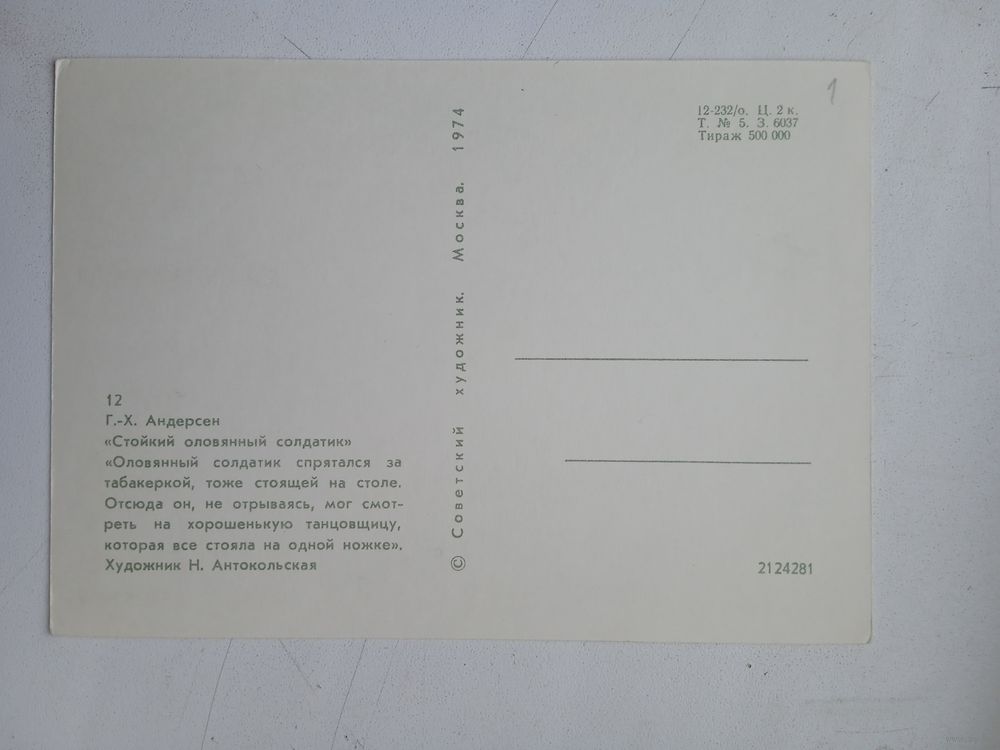 1
12-232/о. Ц. 2 к.
Т. № 5. З. 6037
Тираж 500 000
© Советский художник. Москва. 1974
12
Г.-Х. Андерсен
«Стойкий оловянный солдатик»
«Оловянный солдатик спрятался за
табакеркой, тоже стоящей на столе.
Отсюда он, не отрываясь, мог смот-
реть на хорошенькую танцовщицу,
которая все стояла на одной ножке».
Художник Н. Антокольская
2124281